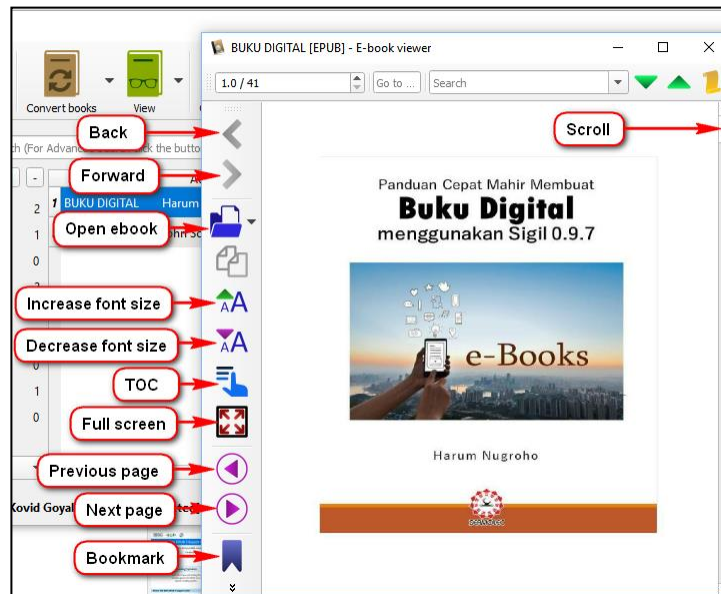 BUKU DIGITAL [EPUB] - E-book viewer
1.0 / 41
Go to ...
Search
Convert books
View
Back
Scroll
Forward
Open ebook
Increase font size
Decrease font size
TOC
Full screen
Previous page
Next page
Bookmark
2
1 BUKU DIGITAL Harum
1
0
0
1
0
Kovid Goyal
Panduan Cepat Mahir Membuat
Buku Digital
menggunakan Sigil 0.9.7
e-Books
Harum Nugroho